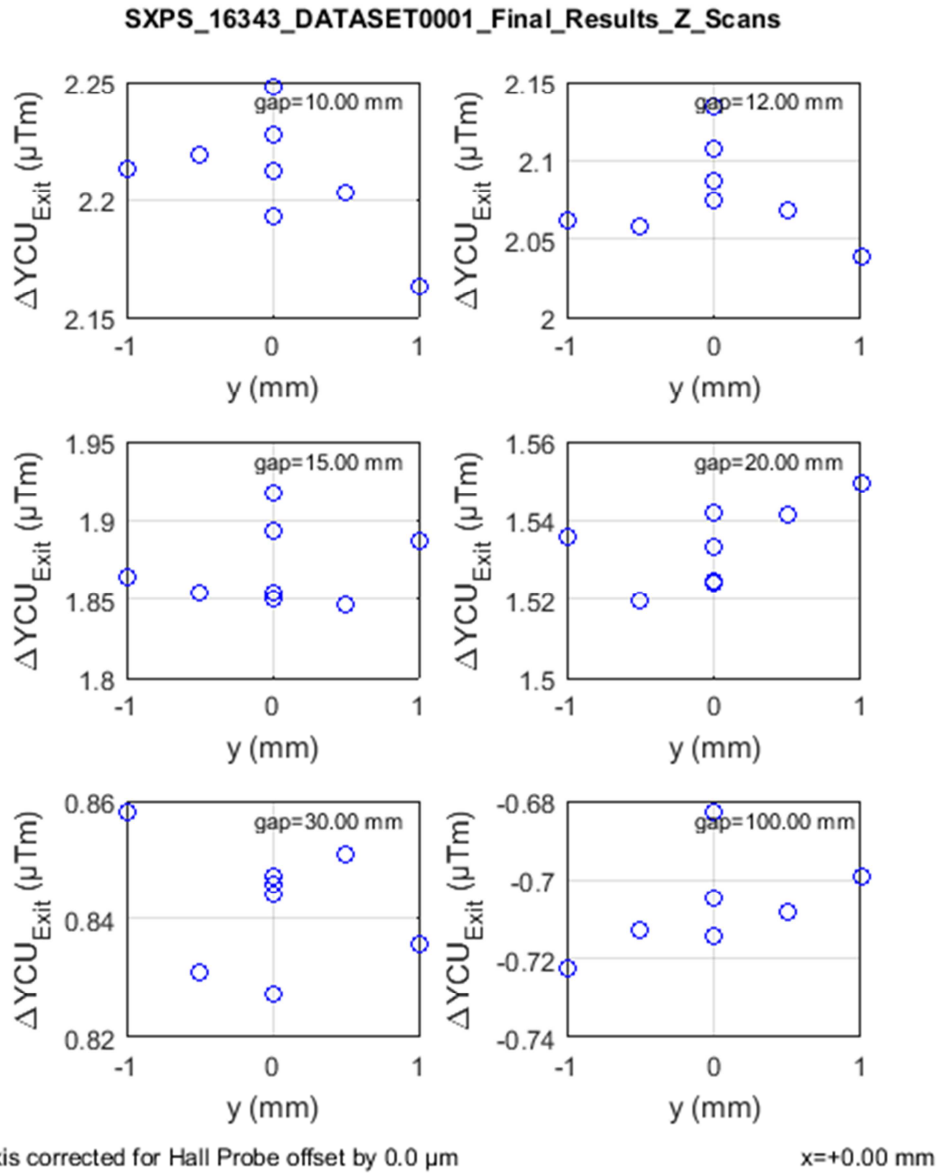 SXPS_16343_DATASET0001_Final_Results_Z_Scans
2.25
2.2
2.15
ΔYCU_Exit (µTm)
gap=10.00 mm
-1 0 1
y (mm)
2.15
2.1
2.05
2
ΔYCU_Exit (µTm)
gap=12.00 mm
-1 0 1
y (mm)
1.95
1.9
1.85
1.8
ΔYCU_Exit (µTm)
gap=15.00 mm
-1 0 1
y (mm)
1.56
1.54
1.52
1.5
ΔYCU_Exit (µTm)
gap=20.00 mm
-1 0 1
y (mm)
0.86
0.84
0.82
ΔYCU_Exit (µTm)
gap=30.00 mm
-1 0 1
y (mm)
-0.68
-0.7
-0.72
-0.74
ΔYCU_Exit (µTm)
gap=100.00 mm
-1 0 1
y (mm)
corrected for Hall Probe offset by 0.0 µm
x=+0.00 mm